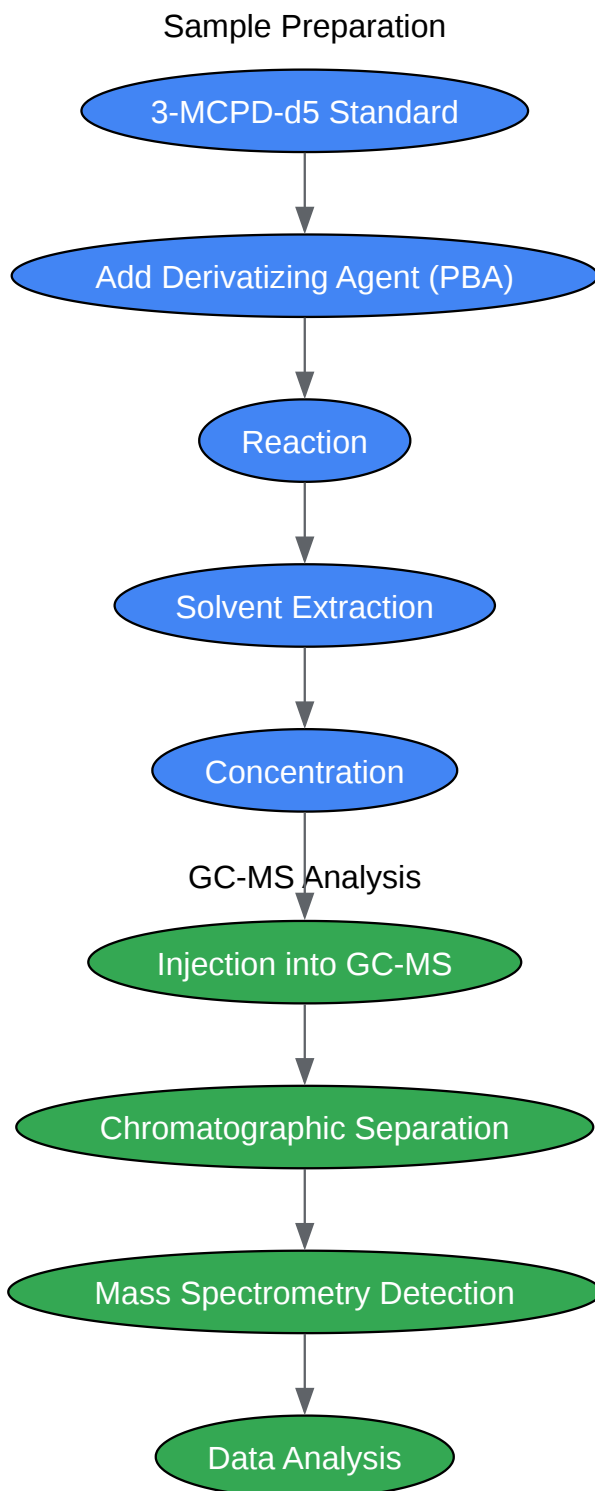 Sample Preparation
3-MCPD-d5 Standard
Add Derivatizing Agent (PBA)
Reaction
Solvent Extraction
Concentration
GC-MS Analysis
Injection into GC-MS
Chromatographic Separation
Mass Spectrometry Detection
Data Analysis